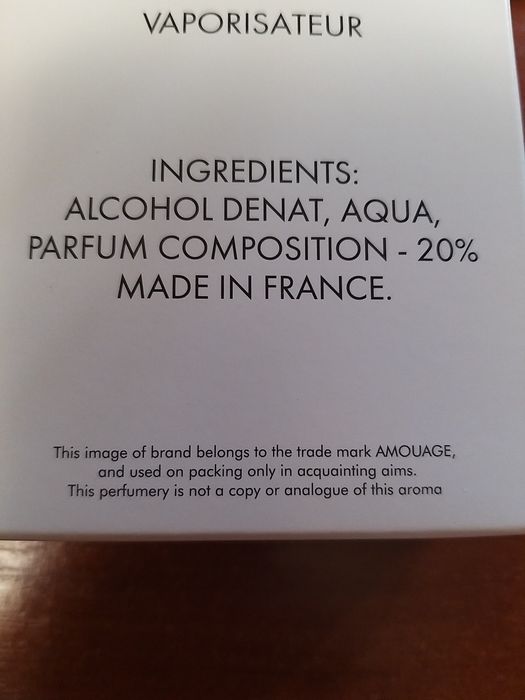 VAPORISATEUR
INGREDIENTS:
ALCOHOL DENAT, AQUA,
PARFUM COMPOSITION - 20%
MADE IN FRANCE.
This image of brand belongs to the trade mark AMOUAGE,
and used on packing only in acquainting aims.
This perfumery is not a copy or analogue of this aroma